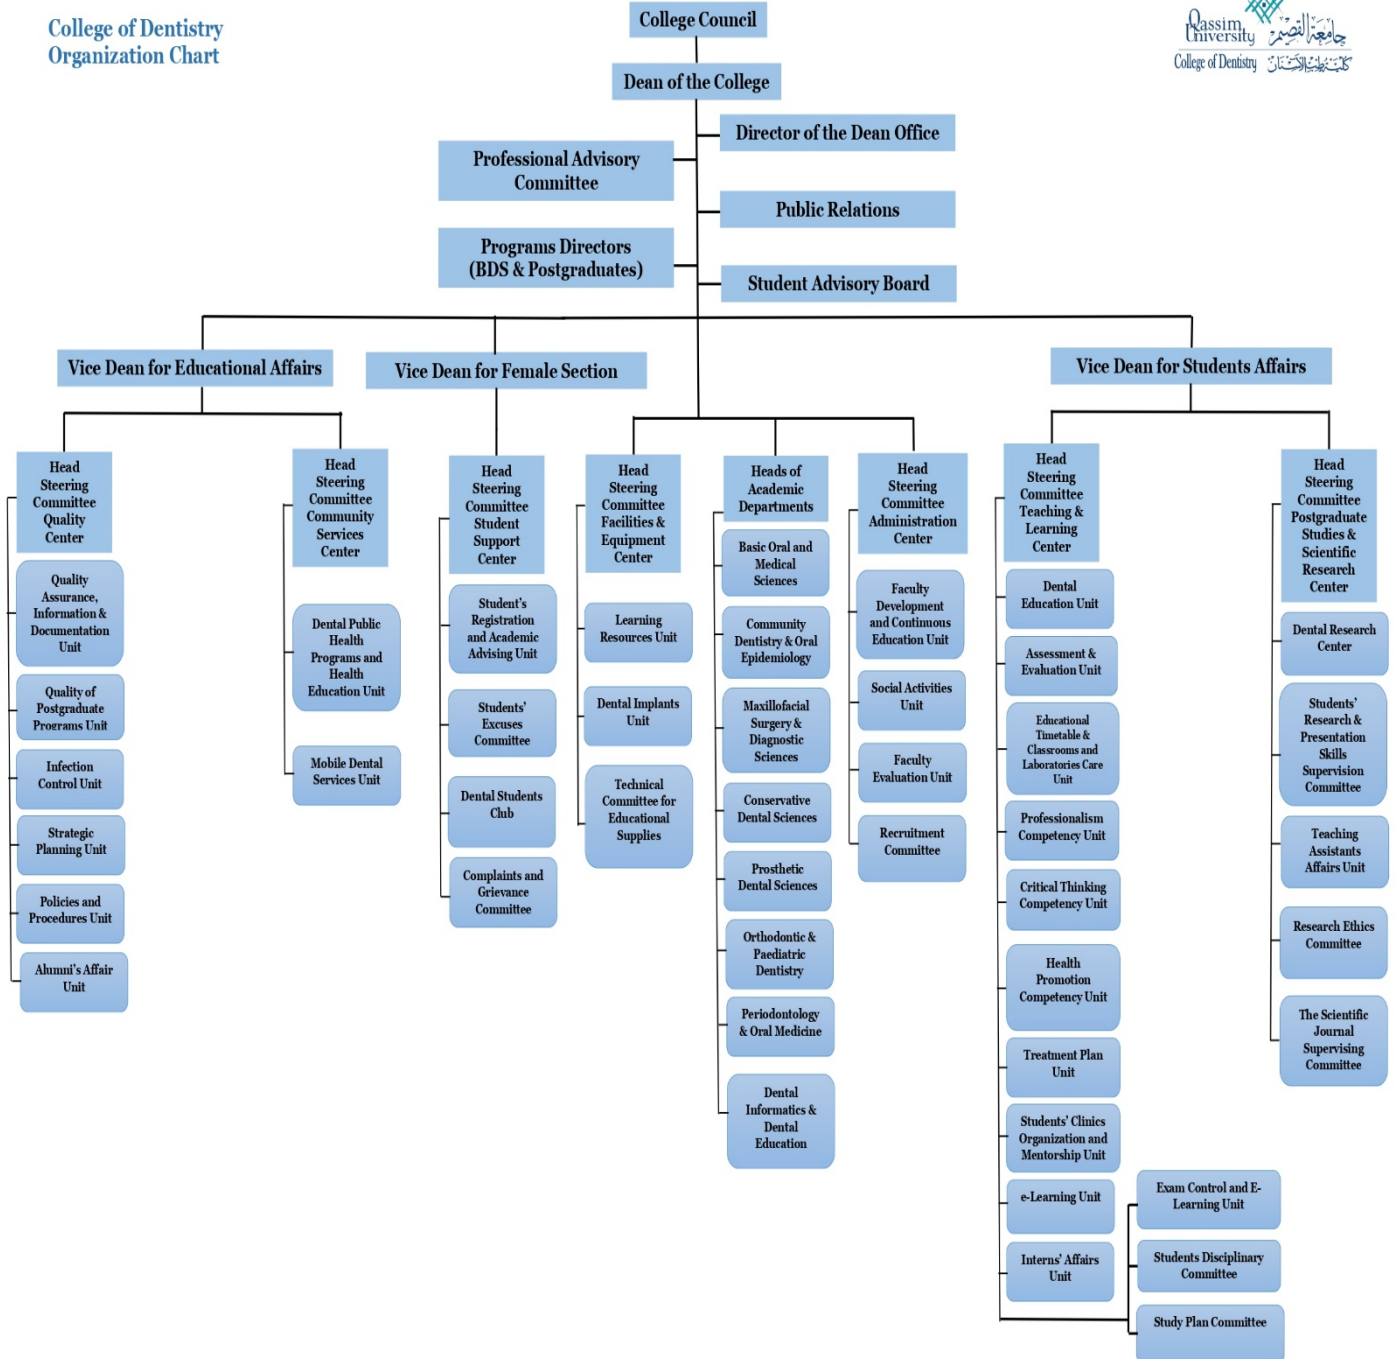 College of Dentistry
Organization Chart
Qassim
University
College of Dentistry
جامعة القصيم
كلية طب الأسنان
College Council
Dean of the College
Director of the Dean Office
Professional Advisory
Committee
Public Relations
Programs Directors
(BDS & Postgraduates)
Student Advisory Board
Vice Dean for Educational Affairs
Vice Dean for Female Section
Vice Dean for Students Affairs
Head
Steering
Committee
Quality
Center
Quality
Assurance,
Information &
Documentation
Unit
Quality of
Postgraduate
Programs Unit
Infection
Control Unit
Strategic
Planning Unit
Policies and
Procedures Unit
Alumni's Affair
Unit
Head
Steering
Committee
Community
Services
Center
Dental Public
Health
Programs and
Health
Education Unit
Mobile Dental
Services Unit
Head
Steering
Committee
Student
Support
Center
Student's
Registration
and Academic
Advising Unit
Students'
Excuses
Committee
Dental Students
Club
Complaints and
Grievance
Committee
Head
Steering
Committee
Facilities &
Equipment
Center
Learning
Resources Unit
Dental Implants
Unit
Technical
Committee for
Educational
Supplies
Heads of
Academic
Departments
Basic Oral and
Medical
Sciences
Community
Dentistry & Oral
Epidemiology
Maxillofacial
Surgery &
Diagnostic
Sciences
Conservative
Dental Sciences
Prosthetic
Dental Sciences
Orthodontic &
Paediatric
Dentistry
Periodontology
& Oral Medicine
Dental
Informatics &
Dental
Education
Head
Steering
Committee
Administration
Center
Faculty
Development
and Continuous
Education Unit
Social Activities
Unit
Faculty
Evaluation Unit
Recruitment
Committee
Head
Steering
Committee
Teaching &
Learning
Center
Dental
Education Unit
Assessment &
Evaluation Unit
Educational
Timetable &
Classrooms and
Laboratories Care
Unit
Professionalism
Competency Unit
Critical Thinking
Competency Unit
Health
Promotion
Competency Unit
Treatment Plan
Unit
Students' Clinics
Organization and
Mentorship Unit
e-Learning Unit
Interns' Affairs
Unit
Exam Control and E-
Learning Unit
Students Disciplinary
Committee
Study Plan Committee
Head
Steering
Committee
Postgraduate
Studies &
Scientific
Research
Center
Dental Research
Center
Students'
Research &
Presentation
Skills
Supervision
Committee
Teaching
Assistants
Affairs Unit
Research Ethics
Committee
The Scientific
Journal
Supervising
Committee